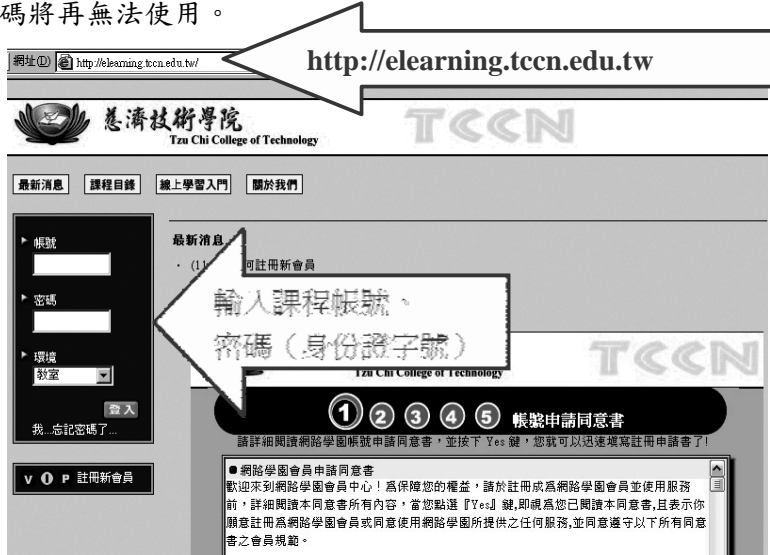 碼將再無法使用。
網址(D) http://elearning.tccn.edu.tw/
http://elearning.tccn.edu.tw
慈濟技術學院
Tzu Chi College of Technology
TCCN
最新消息 課程目錄 線上學習入門 關於我們
帳號
密碼
環境
教室
登入
我...忘記密碼了...
V O P 註冊新會員
最新消息
· (11 何註冊新會員
輸入課程帳號、
密碼（身份證字號）
Tzu Chi College of Technology
TCCN
1 2 3 4 5 帳號申請同意書
請詳細閱讀網路學園帳號申請同意書，並按下 Yes 鍵，您就可以迅速填寫註冊申請書了!
●網路學園會員申請同意書
歡迎來到網路學園會員中心！為保障您的權益，請於註冊成為網路學園會員並使用服務
前，詳細閱讀本同意書所有內容，當您點選『Yes』鍵,即視為您已閱讀本同意書,且表示你
願意註冊為網路學園會員或同意使用網路學園所提供之任何服務,並同意遵守以下所有同意
書之會員規範。